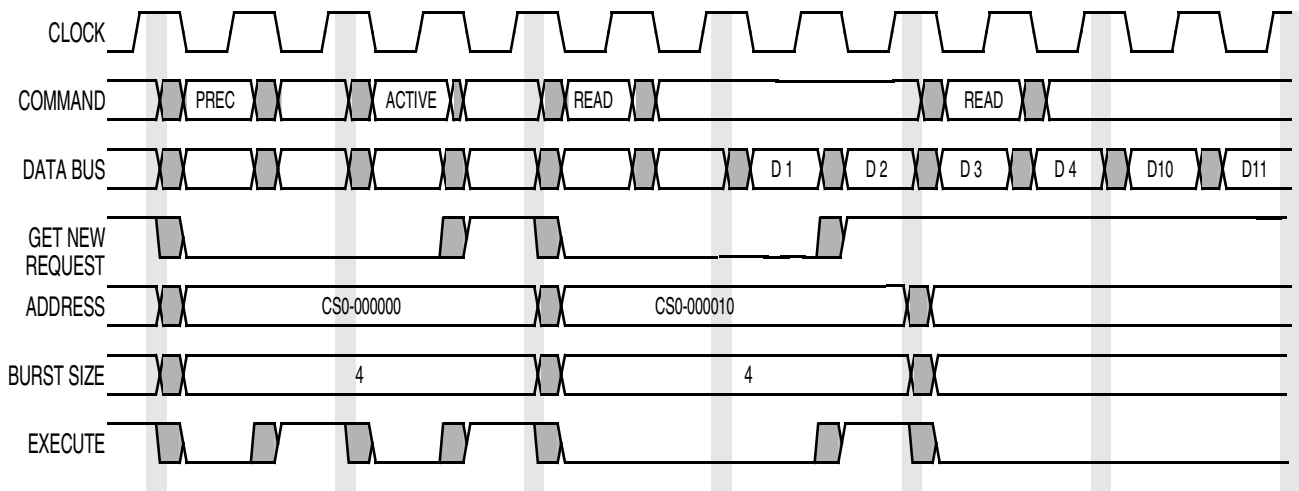 CLOCK
COMMAND PREC ACTIVE READ READ
DATA BUS D 1 D 2 D 3 D 4 D10 D11
GET NEW
REQUEST
ADDRESS CS0-000000 CS0-000010
BURST SIZE 4 4
EXECUTE